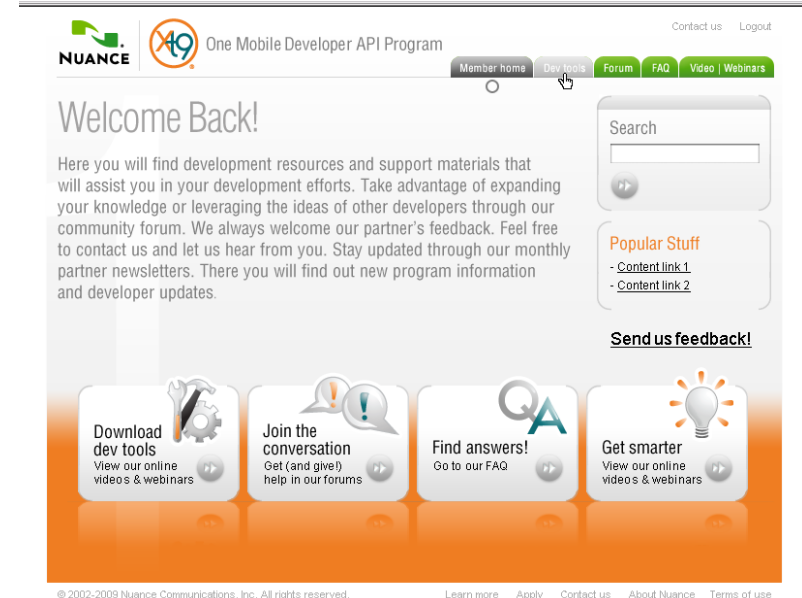 Contact us Logout
NUANCE
XT9
One Mobile Developer API Program
Member home Dev tools Forum FAQ Video | Webinars
Welcome Back!
Here you will find development resources and support materials that
will assist you in your development efforts. Take advantage of expanding
your knowledge or leveraging the ideas of other developers through our
community forum. We always welcome our partner's feedback. Feel free
to contact us and let us hear from you. Stay updated through our monthly
partner newsletters. There you will find out new program information
and developer updates.
Search
Popular Stuff
- Content link 1
- Content link 2
Send us feedback!
Download
dev tools
View our online
videos & webinars
Join the
conversation
Get (and give!)
help in our forums
QA
Find answers!
Go to our FAQ
Get smarter
View our online
videos & webinars
© 2002-2009 Nuance Communications, Inc. All rights reserved.
Learn more Apply Contact us About Nuance Terms of use